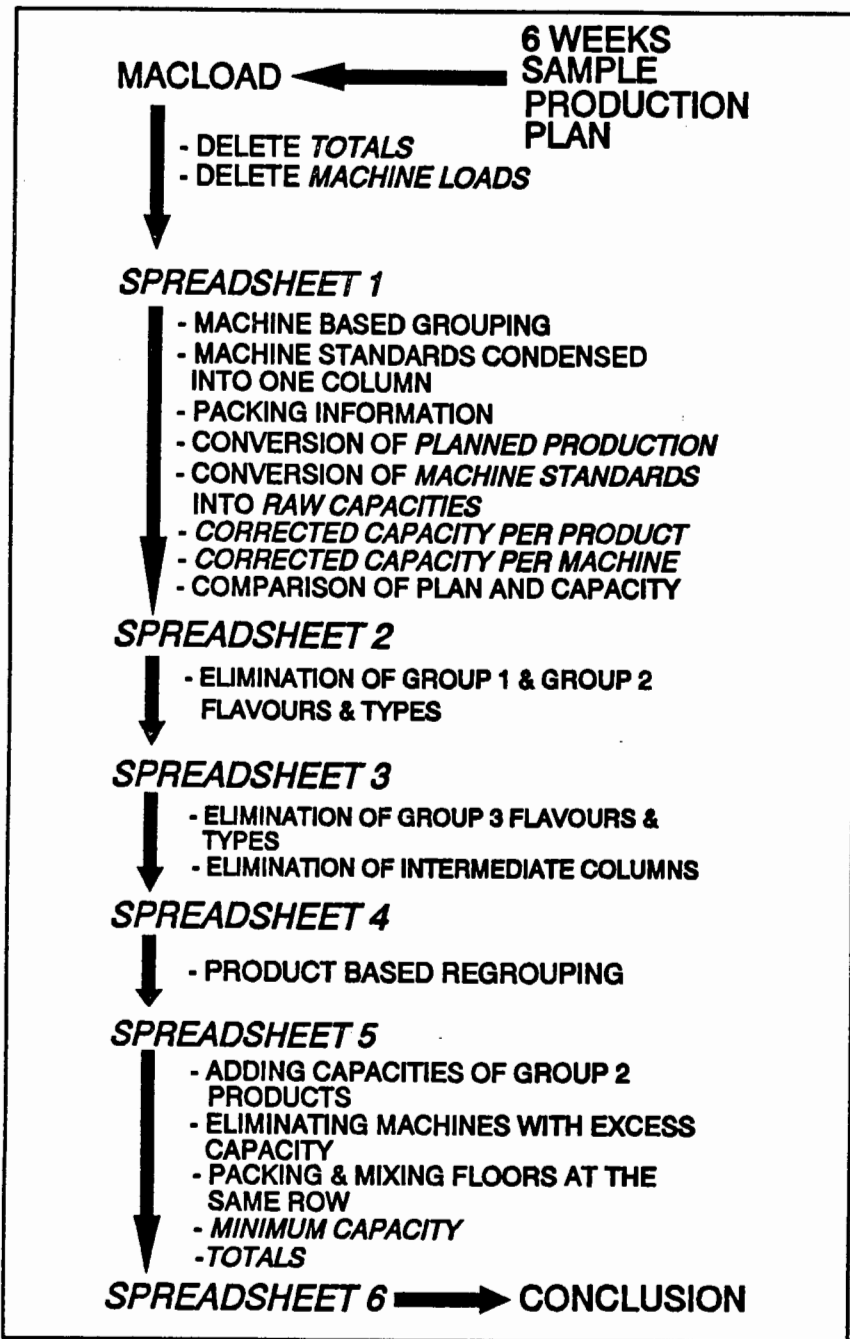 6 WEEKS
SAMPLE
PRODUCTION
PLAN
MACLOAD
- DELETE TOTALS
- DELETE MACHINE LOADS
SPREADSHEET 1
- MACHINE BASED GROUPING
- MACHINE STANDARDS CONDENSED
INTO ONE COLUMN
- PACKING INFORMATION
- CONVERSION OF PLANNED PRODUCTION
- CONVERSION OF MACHINE STANDARDS
INTO RAW CAPACITIES
- CORRECTED CAPACITY PER PRODUCT
- CORRECTED CAPACITY PER MACHINE
- COMPARISON OF PLAN AND CAPACITY
SPREADSHEET 2
- ELIMINATION OF GROUP 1 & GROUP 2
FLAVOURS & TYPES
SPREADSHEET 3
- ELIMINATION OF GROUP 3 FLAVOURS &
TYPES
- ELIMINATION OF INTERMEDIATE COLUMNS
SPREADSHEET 4
- PRODUCT BASED REGROUPING
SPREADSHEET 5
- ADDING CAPACITIES OF GROUP 2
PRODUCTS
- ELIMINATING MACHINES WITH EXCESS
CAPACITY
- PACKING & MIXING FLOORS AT THE
SAME ROW
- MINIMUM CAPACITY
-TOTALS
SPREADSHEET 6 CONCLUSION